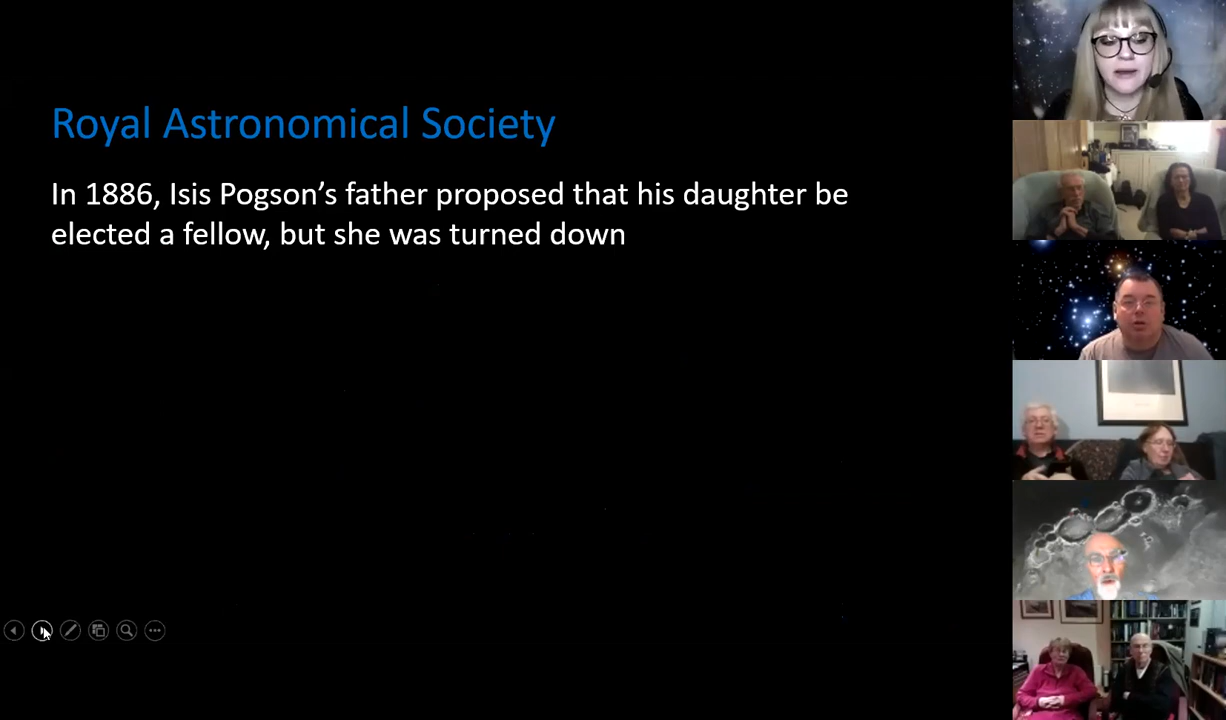 Royal Astronomical Society
In 1886, Isis Pogson’s father proposed that his daughter be
elected a fellow, but she was turned down